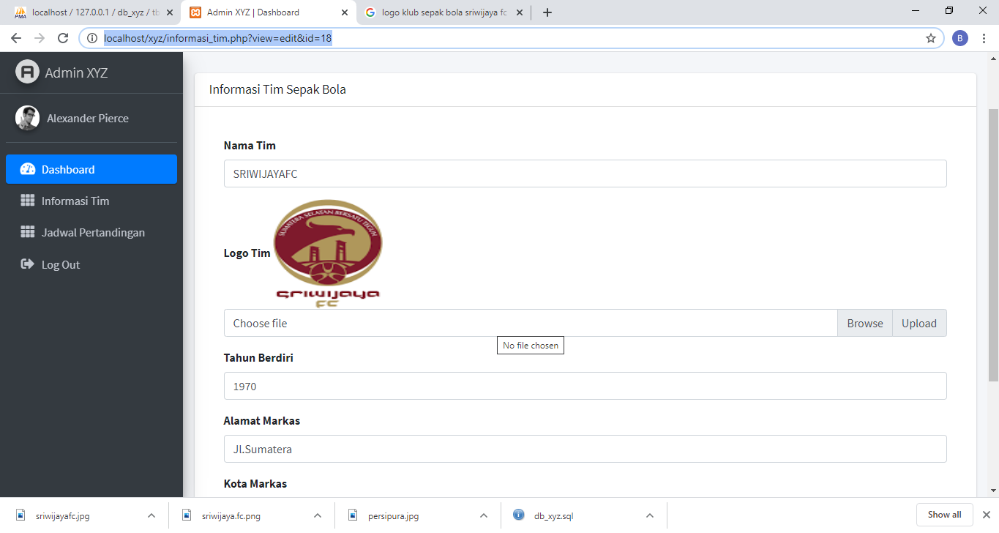 localhost / 127.0.0.1 / db_xyz / tb
Admin XYZ | Dashboard
logo klub sepak bola sriwijaya fc
localhost/xyz/informasi_tim.php?view=edit&id=18
B
Admin XYZ
Alexander Pierce
Dashboard
Informasi Tim
Jadwal Pertandingan
Log Out
Informasi Tim Sepak Bola
Nama Tim
SRIWIJAYAFC
SUMATERA SELATAN BERSATU TEGUH
Logo Tim
sriwijaya
FC
Choose file
Browse
Upload
No file chosen
Tahun Berdiri
1970
Alamat Markas
Jl.Sumatera
Kota Markas
sriwijayafc.jpg
sriwijaya.fc.png
persipura.jpg
db_xyz.sql
Show all